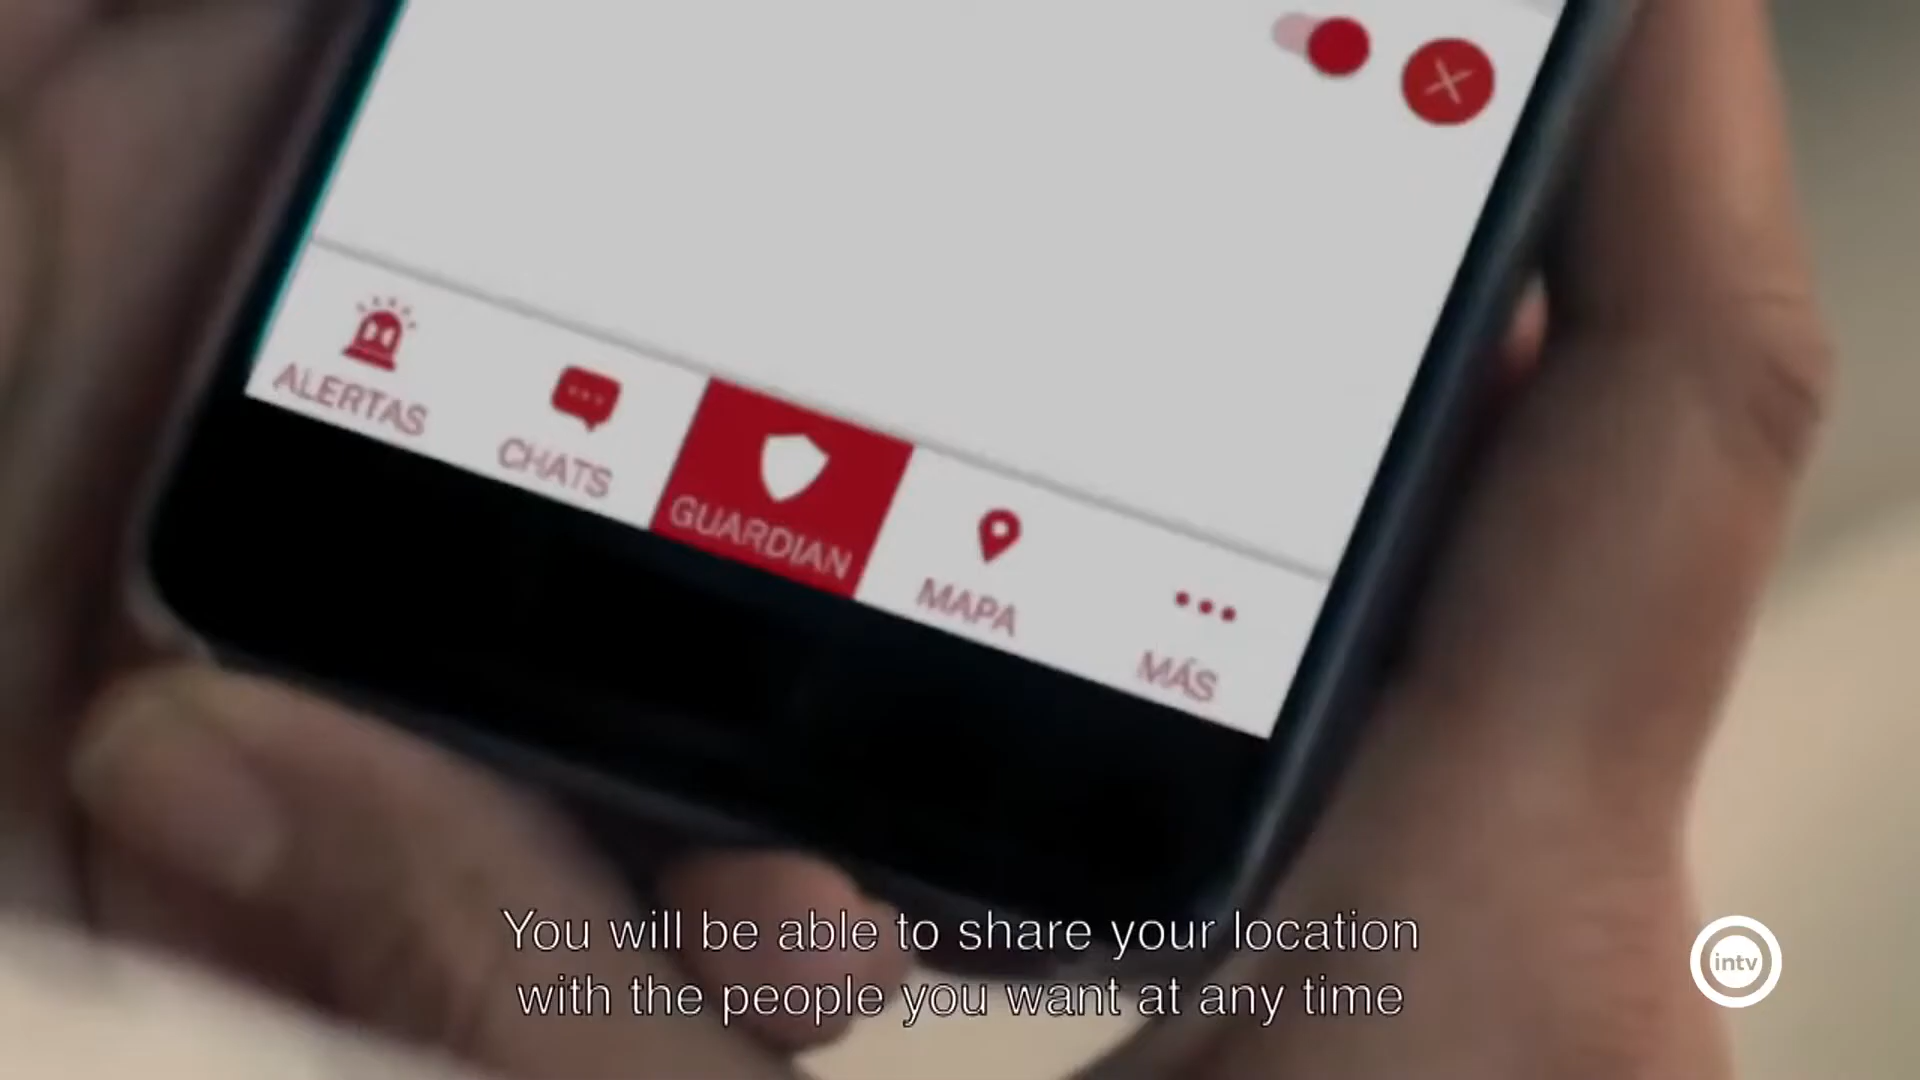 ALERTAS
CHATS
GUARDIAN
MAPA
MÁS
You will be able to share your location
with the people you want at any time
intv